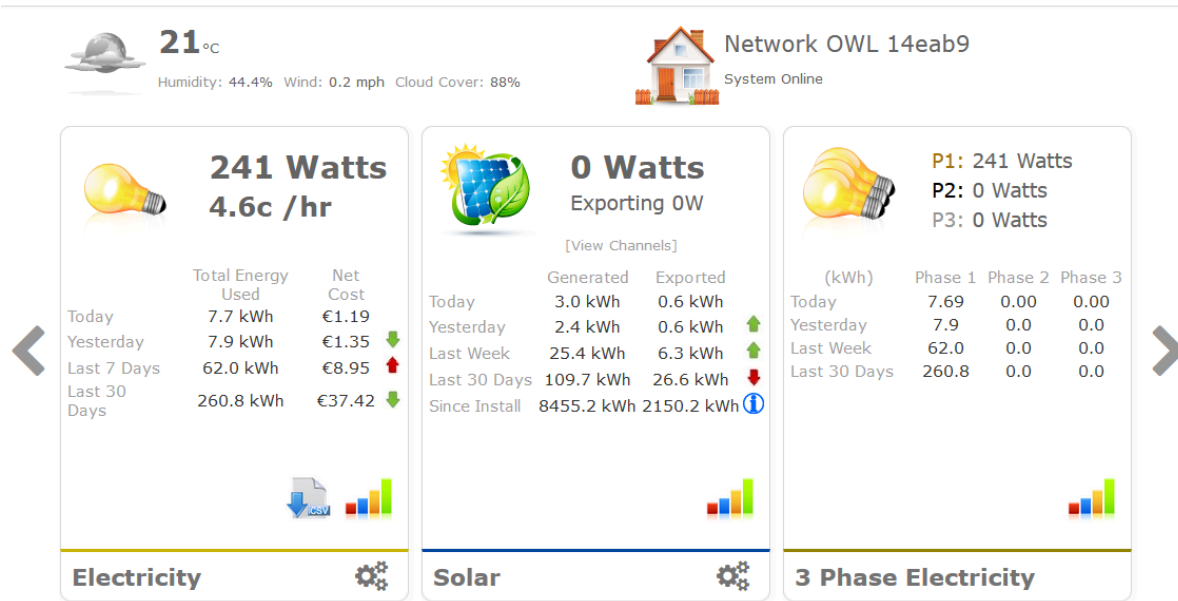 21°C
Humidity: 44.4% Wind: 0.2 mph Cloud Cover: 88%
Network OWL 14eab9
System Online
241 Watts
4.6c /hr
Total Energy Used Net Cost
Today 7.7 kWh €1.19
Yesterday 7.9 kWh €1.35
Last 7 Days 62.0 kWh €8.95
Last 30 Days 260.8 kWh €37.42
CSV
Electricity
0 Watts
Exporting 0W
[View Channels]
Generated Exported
Today 3.0 kWh 0.6 kWh
Yesterday 2.4 kWh 0.6 kWh
Last Week 25.4 kWh 6.3 kWh
Last 30 Days 109.7 kWh 26.6 kWh
Since Install 8455.2 kWh 2150.2 kWh
Solar
P1: 241 Watts
P2: 0 Watts
P3: 0 Watts
(kWh) Phase 1 Phase 2 Phase 3
Today 7.69 0.00 0.00
Yesterday 7.9 0.0 0.0
Last Week 62.0 0.0 0.0
Last 30 Days 260.8 0.0 0.0
3 Phase Electricity